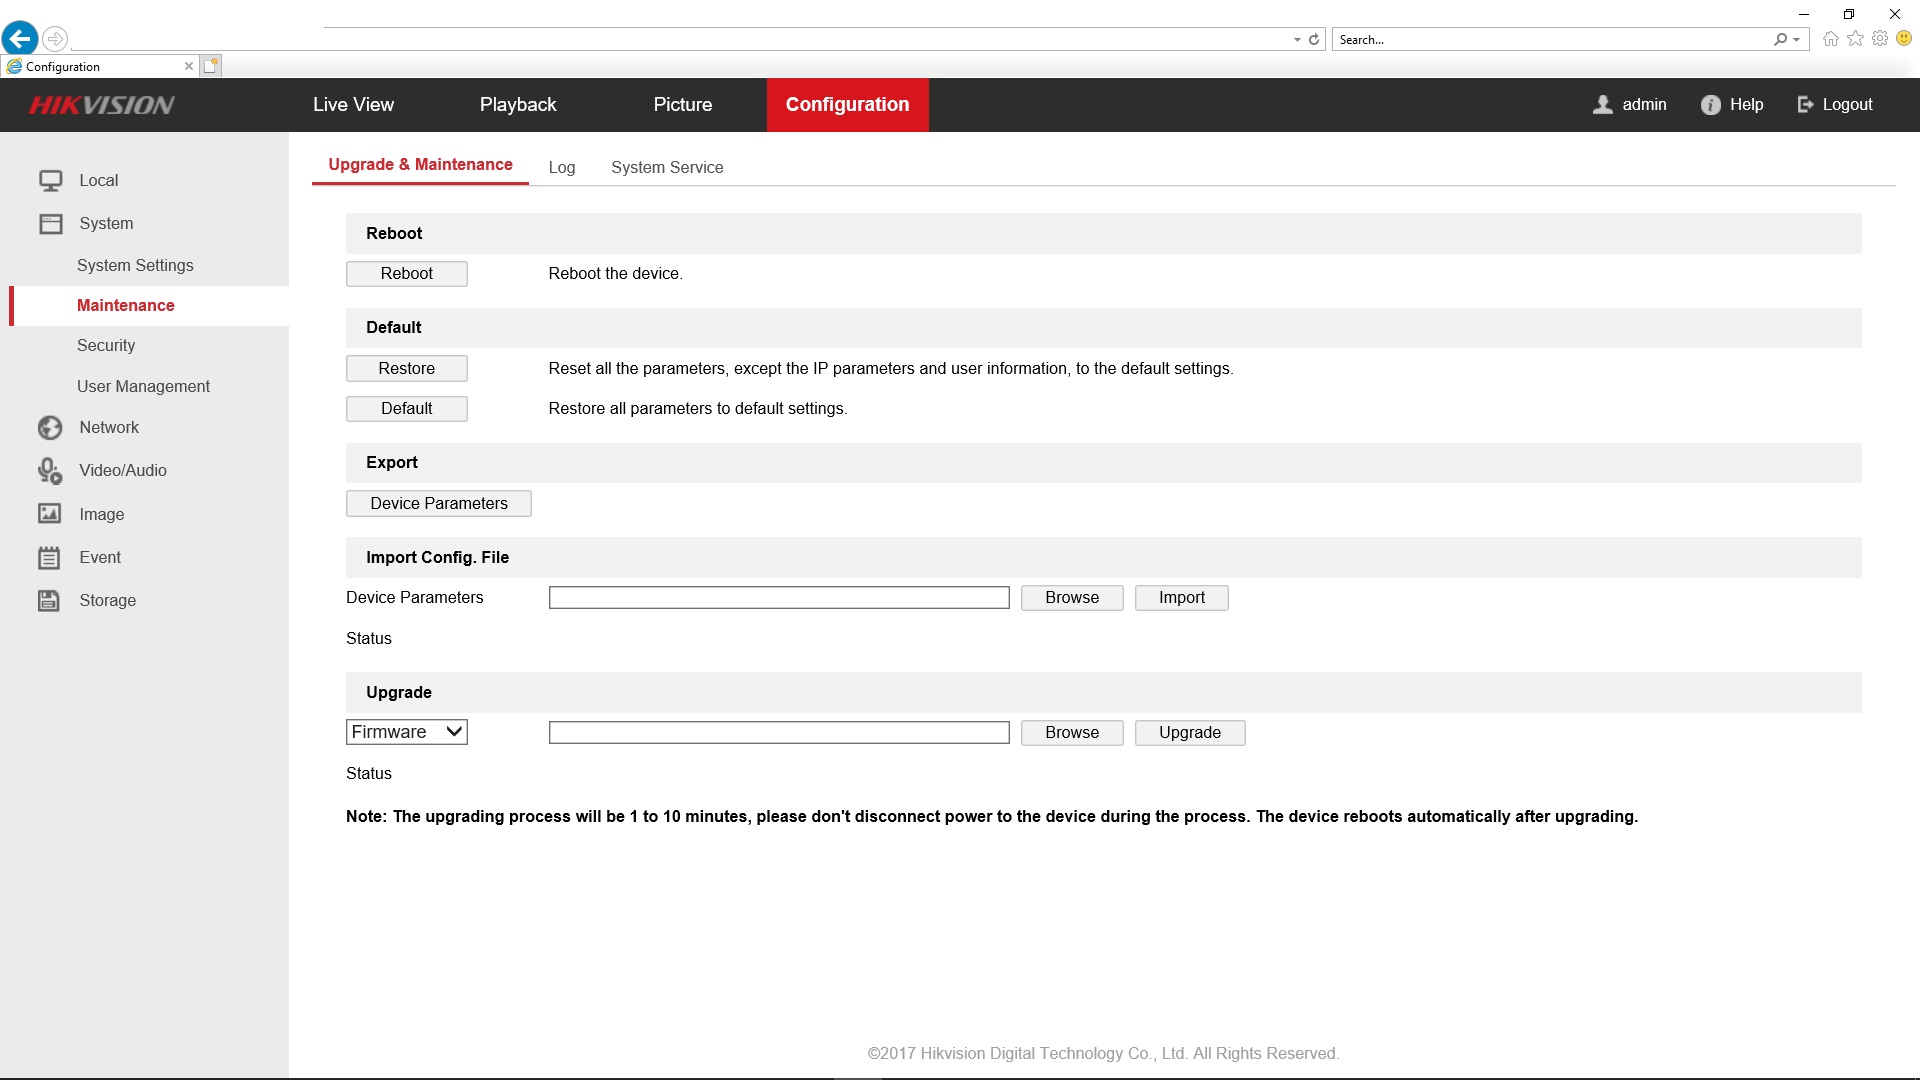 Search...
Configuration
HIKVISION
Live View
Playback
Picture
Configuration
admin
Help
Logout
Upgrade & Maintenance
Log
System Service
Local
System
System Settings
Maintenance
Security
User Management
Network
Video/Audio
Image
Event
Storage
Reboot
Reboot
Reboot the device.
Default
Restore
Reset all the parameters, except the IP parameters and user information, to the default settings.
Default
Restore all parameters to default settings.
Export
Device Parameters
Import Config. File
Device Parameters
Browse
Import
Status
Upgrade
Firmware
Browse
Upgrade
Status
Note: The upgrading process will be 1 to 10 minutes, please don't disconnect power to the device during the process. The device reboots automatically after upgrading.
©2017 Hikvision Digital Technology Co., Ltd. All Rights Reserved.